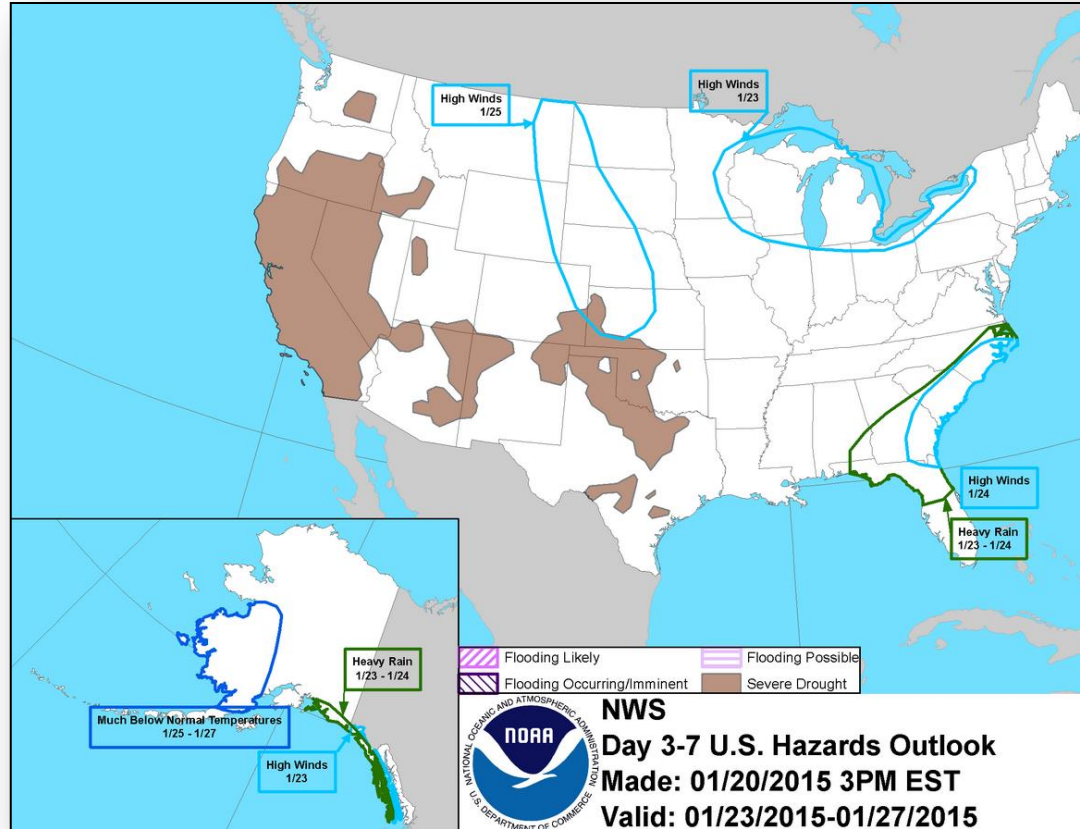 High Winds
1/25
High Winds
1/23
High Winds
1/24
Heavy Rain
1/23 - 1/24
Heavy Rain
1/23 - 1/24
Much Below Normal Temperatures
1/25 - 1/27
High Winds
1/23
Flooding Likely
Flooding Possible
Flooding Occurring/Imminent
Severe Drought
NATIONAL OCEANIC AND ATMOSPHERIC ADMINISTRATION
NOAA
U.S. DEPARTMENT OF COMMERCE
NWS
Day 3-7 U.S. Hazards Outlook
Made: 01/20/2015 3PM EST
Valid: 01/23/2015-01/27/2015